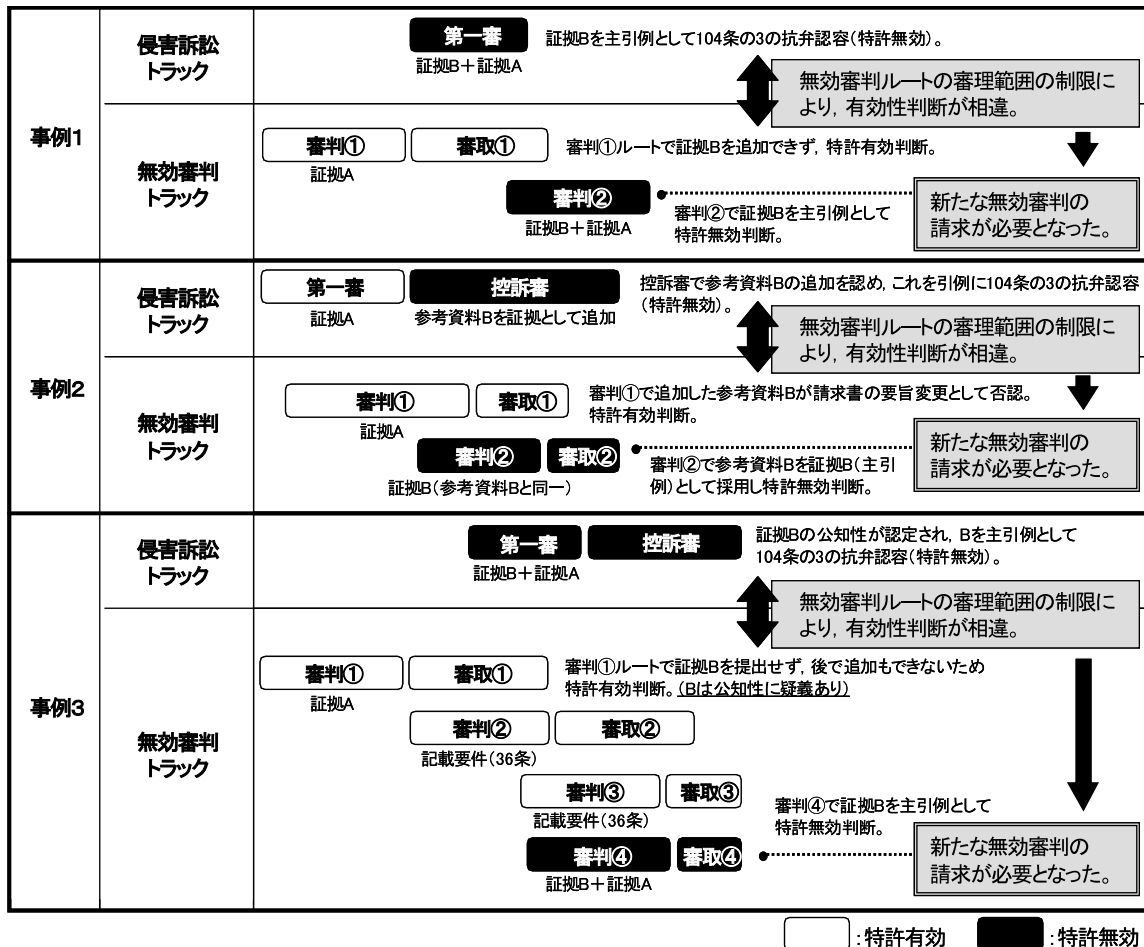 事例1
侵害訴訟
トラック
第一審
証拠B＋証拠A
証拠Bを主引例として104条の3の抗弁認容(特許無効)。
無効審判ルートの審理範囲の制限に
より，有効性判断が相違。
無効審判
トラック
審判①
証拠A
審取①
審判①ルートで証拠Bを追加できず，特許有効判断。
審判②
証拠B＋証拠A
審判②で証拠Bを主引例として
特許無効判断。
新たな無効審判の
請求が必要となった。
事例2
侵害訴訟
トラック
第一審
証拠A
控訴審
参考資料Bを証拠として追加
控訴審で参考資料Bの追加を認め，これを引例に104条の3の抗弁認容
(特許無効)。
無効審判ルートの審理範囲の制限に
より，有効性判断が相違。
無効審判
トラック
審判①
証拠A
審取①
審判①で追加した参考資料Bが請求書の要旨変更として否認。
特許有効判断。
審判②
審取②
証拠B(参考資料Bと同一)
審判②で参考資料Bを証拠B(主引
例)として採用し特許無効判断。
新たな無効審判の
請求が必要となった。
事例3
侵害訴訟
トラック
第一審
証拠B＋証拠A
控訴審
証拠Bの公知性が認定され，Bを主引例として
104条の3の抗弁認容(特許無効)。
無効審判ルートの審理範囲の制限に
より，有効性判断が相違。
無効審判
トラック
審判①
証拠A
審取①
審判①ルートで証拠Bを提出せず，後で追加もできないため
特許有効判断。(Bは公知性に疑義あり)
審判②
記載要件(36条)
審取②
審判③
記載要件(36条)
審取③
審判④
証拠B＋証拠A
審取④
審判④で証拠Bを主引例として
特許無効判断。
新たな無効審判の
請求が必要となった。
：特許有効
：特許無効